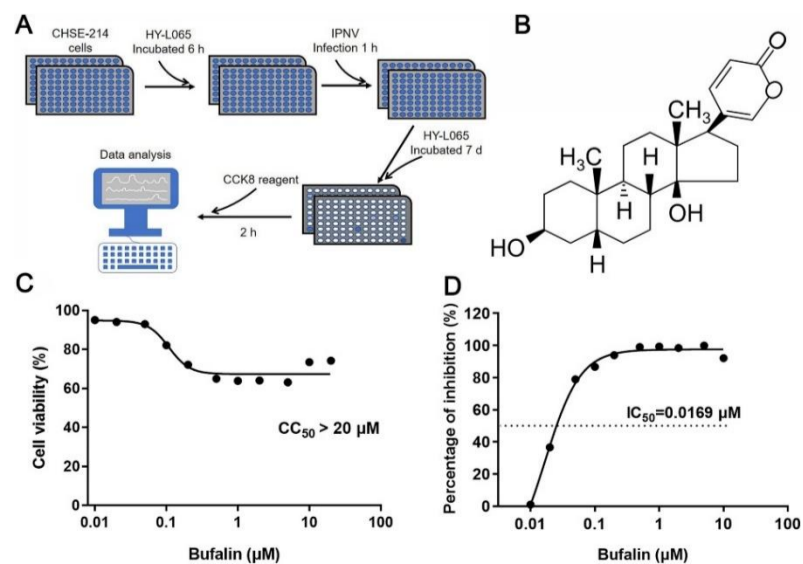 A
CHSE-214
cells
HY-L065
Incubated 6 h
IPNV
Infection 1 h
HY-L065
Incubated 7 d
CCK8 reagent
2 h
Data analysis
B
O
O
CH₃
H₃C
H
H
OH
HO
H
C
Cell viability (%)
100
80
60
40
20
0
CC₅₀ > 20 μM
0.01
0.1
1
10
100
Bufalin (μM)
D
Percentage of inhibition (%)
120
100
80
60
40
20
0
IC₅₀=0.0169 μM
0.01
0.1
1
10
100
Bufalin (μM)